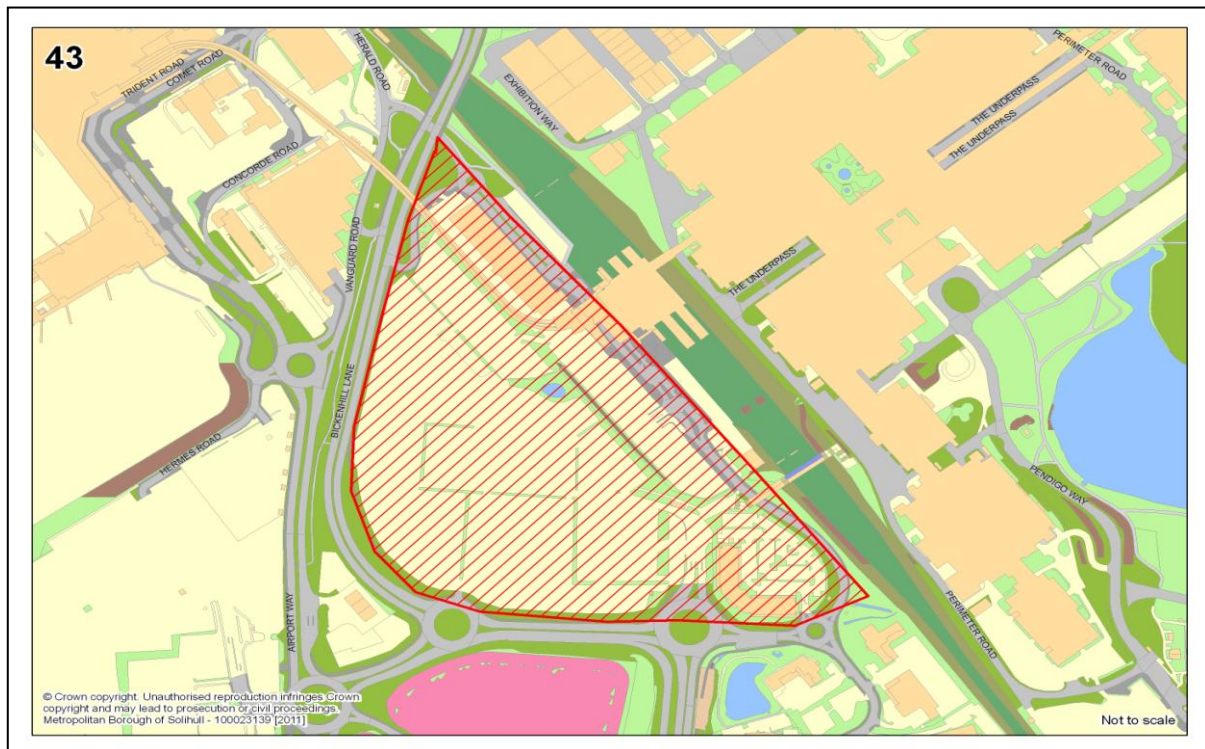 43
TRIDENT ROAD
COMET ROAD
HERALD ROAD
CONCORDE ROAD
VANGUARD ROAD
EXHIBITION WAY
PERIMETER ROAD
THE UNDERPASS
THE UNDERPASS
THE UNDERPASS
BICKENHILL LANE
HERMES ROAD
AIRPORT WAY
PENDIGO WAY
PERIMETER ROAD
© Crown copyright. Unauthorised reproduction infringes Crown
copyright and may lead to prosecution or civil proceedings.
Metropolitan Borough of Solihull - 100023139 [2011]
Not to scale